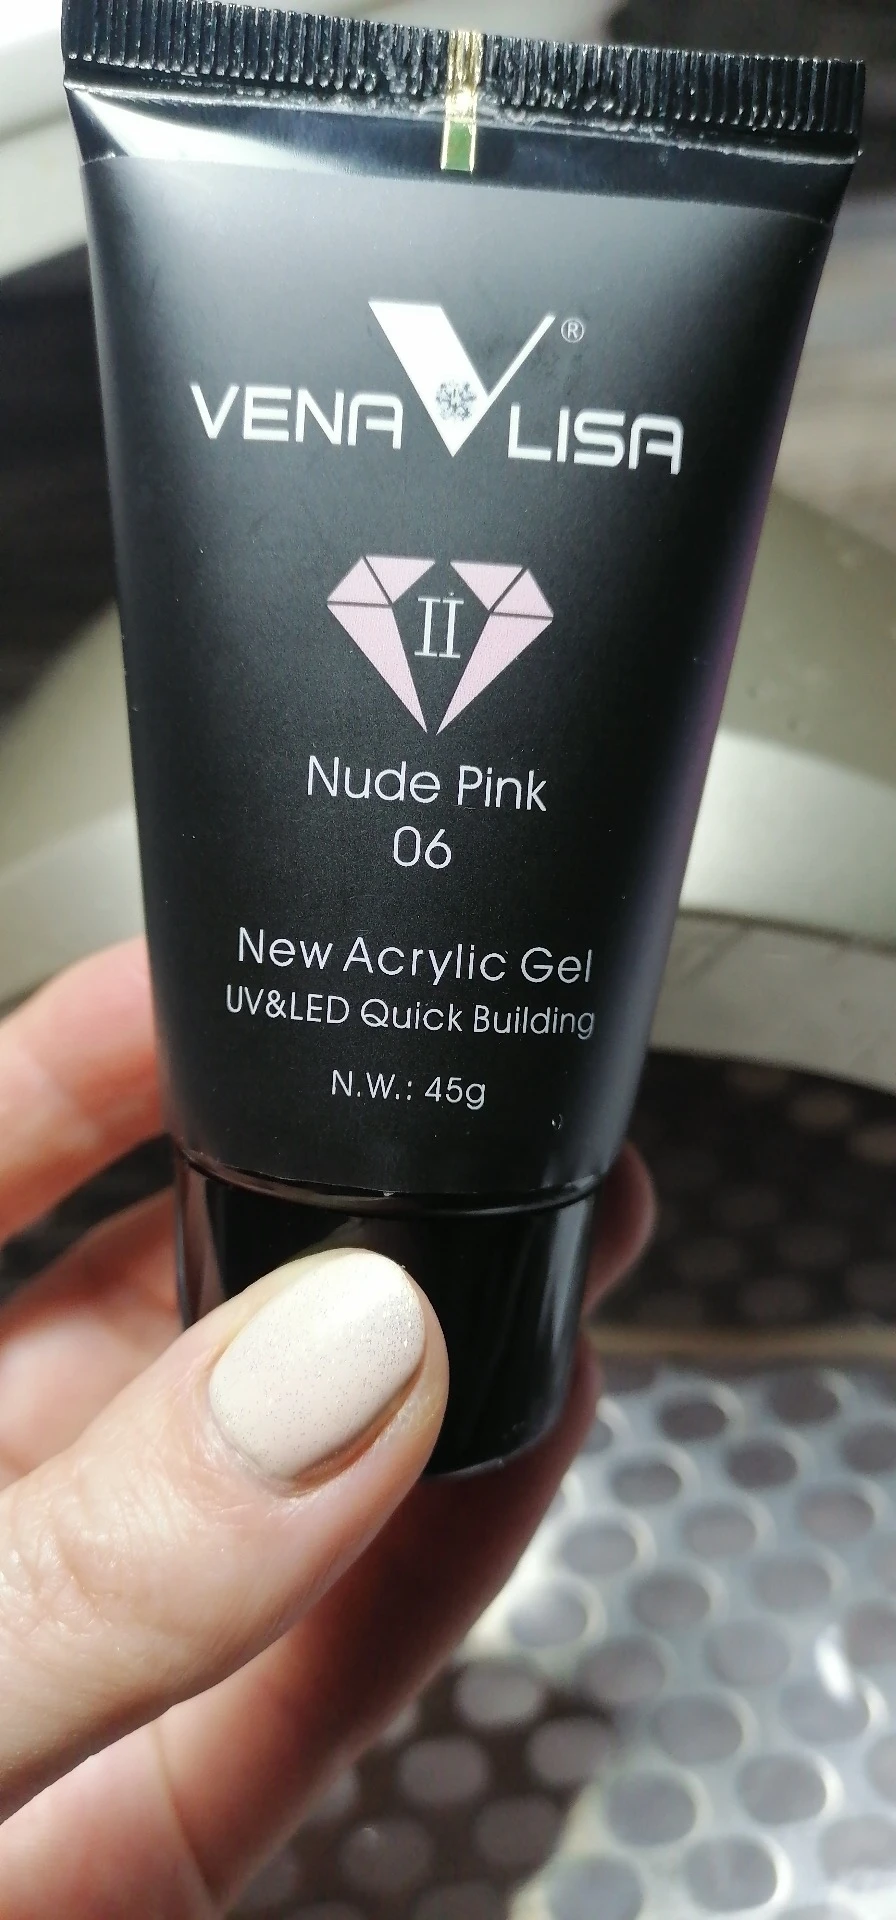 VENA LISA ®
II
Nude Pink
06
New Acrylic Gel
UV&LED Quick Building
N.W.: 45g